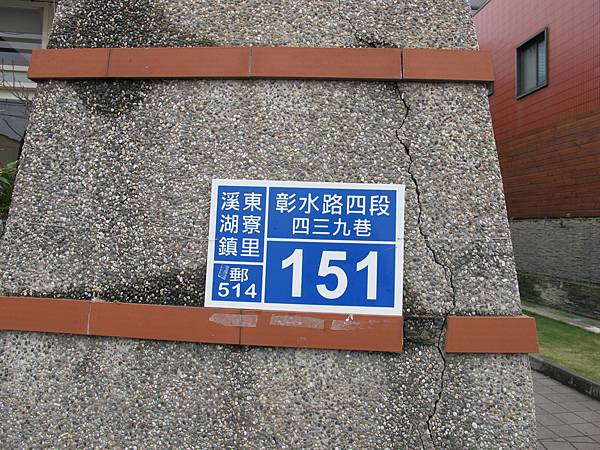 東寮里
溪湖鎮
郵
514
彰水路四段
四三九巷
151